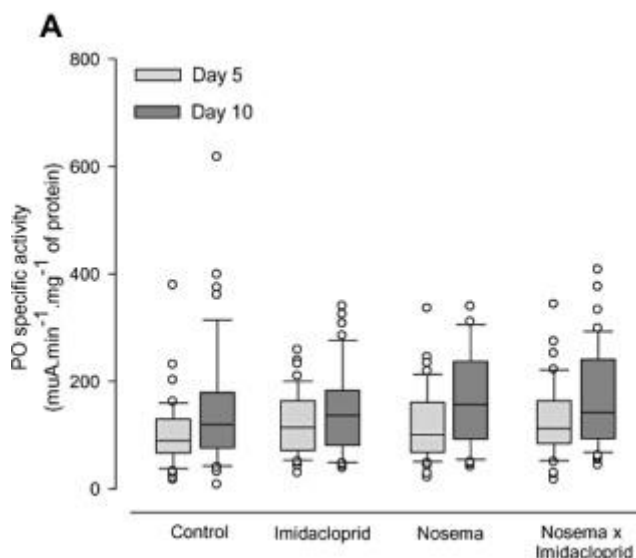 A
800
600
400
200
0
Day 5
Day 10
PO specific activity
(muA.min⁻¹.mg⁻¹ of protein)
Control
Imidacloprid
Nosema
Nosema x
Imidacloprid